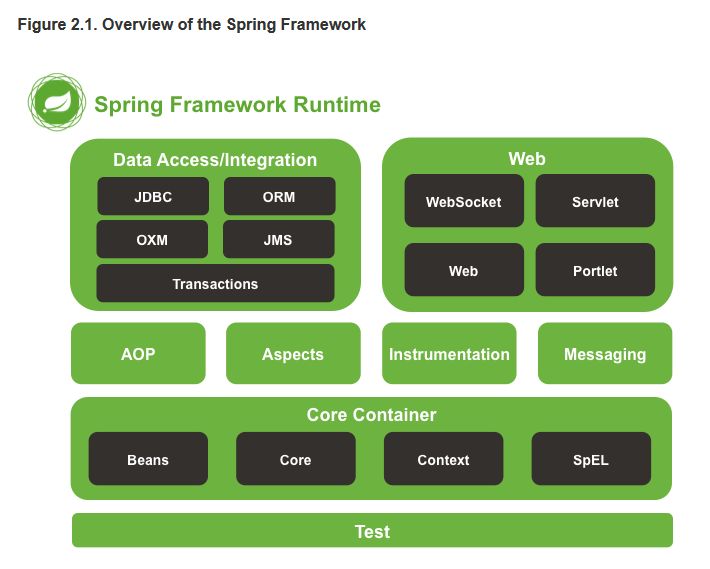 Figure 2.1. Overview of the Spring Framework
Spring Framework Runtime
Data Access/Integration
JDBC
ORM
OXM
JMS
Transactions
Web
WebSocket
Servlet
Web
Portlet
AOP
Aspects
Instrumentation
Messaging
Core Container
Beans
Core
Context
SpEL
Test